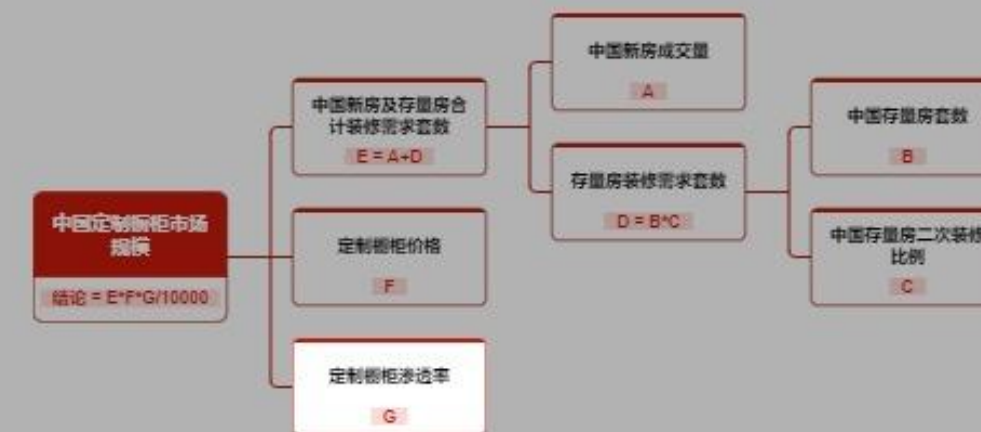 中国新房成交量
A
中国新房及存量房合
计装修需求套数
E = A+D
中国存量房套数
B
存量房装修需求套数
D = B*C
中国定制橱柜市场
规模
结论 = E*F*G/10000
定制橱柜价格
F
中国存量房二次装修
比例
C
定制橱柜渗透率
G